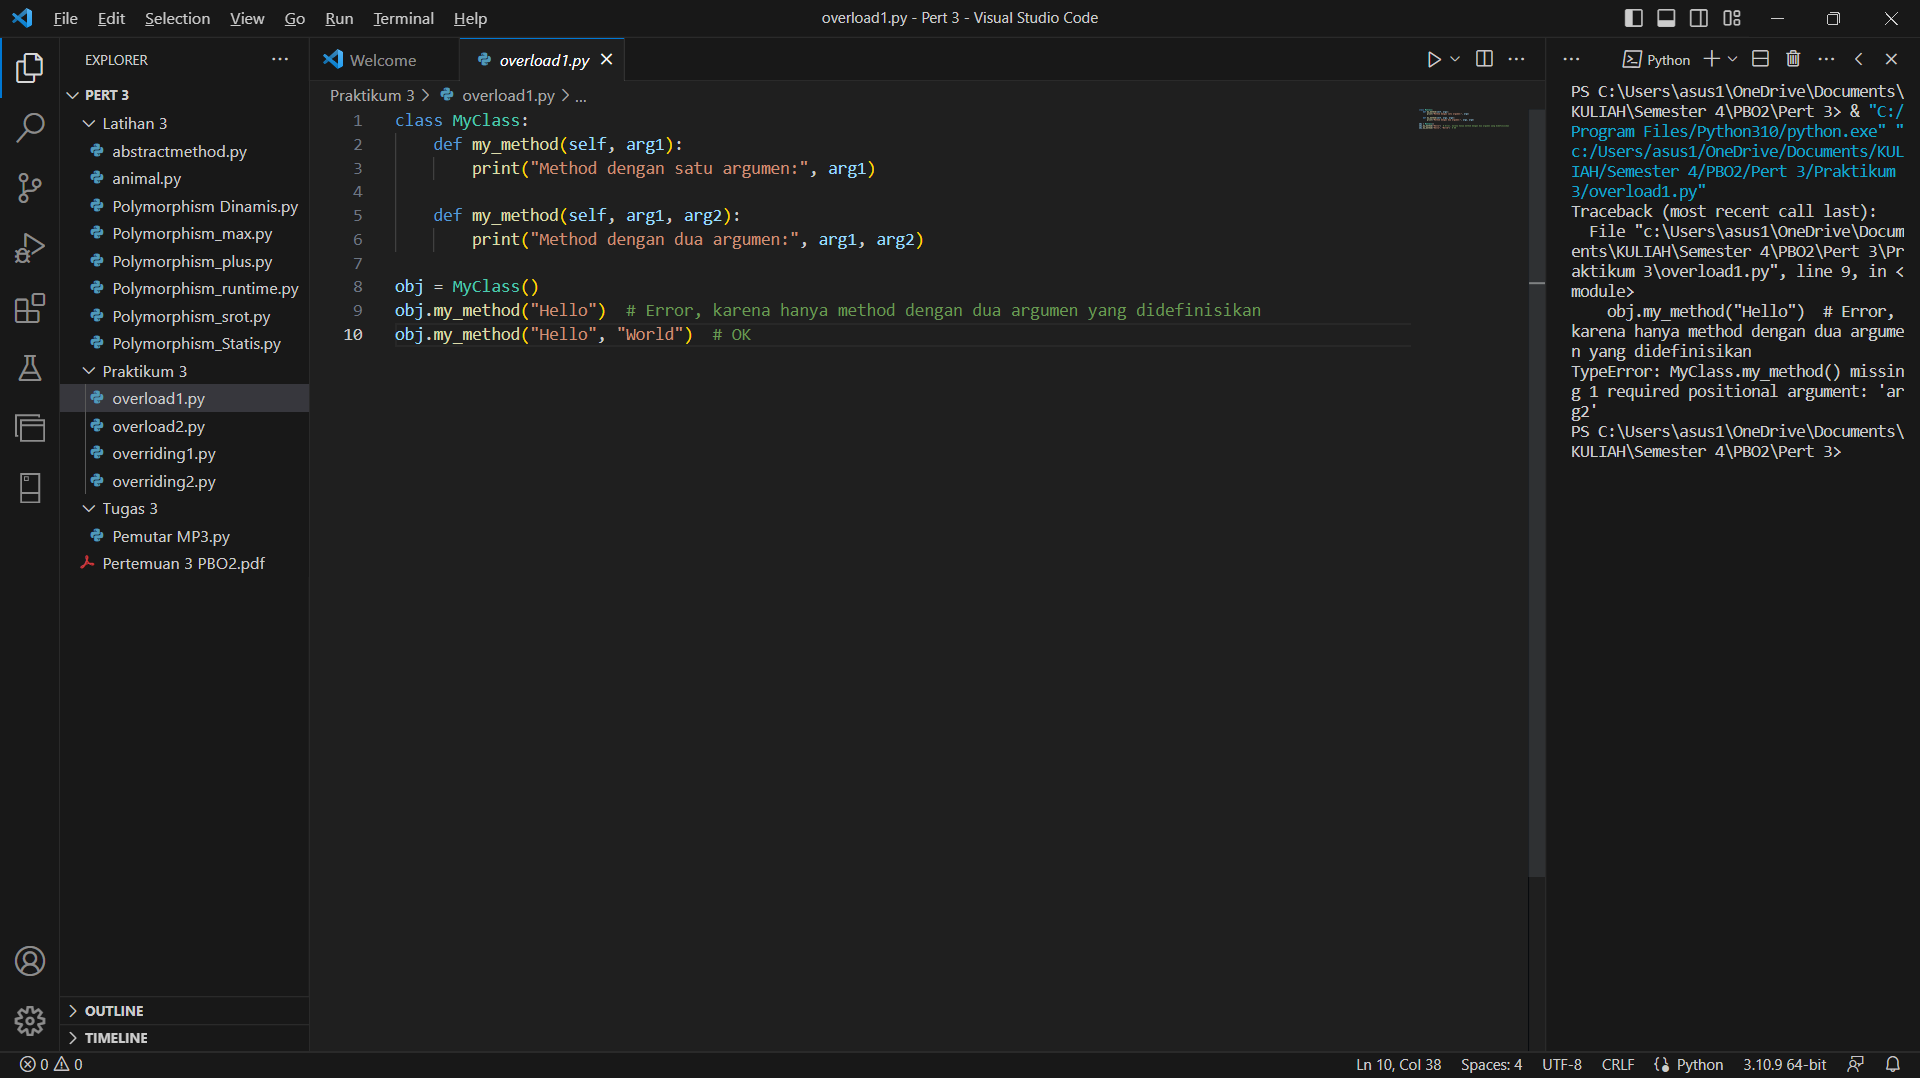 File Edit Selection View Go Run Terminal Help
overload1.py - Pert 3 - Visual Studio Code
EXPLORER
PERT 3
Latihan 3
abstractmethod.py
animal.py
Polymorphism Dinamis.py
Polymorphism_max.py
Polymorphism_plus.py
Polymorphism_runtime.py
Polymorphism_srot.py
Polymorphism_Statis.py
Praktikum 3
overload1.py
overload2.py
overriding1.py
overriding2.py
Tugas 3
Pemutar MP3.py
Pertemuan 3 PBO2.pdf
OUTLINE
TIMELINE
Welcome
overload1.py
Praktikum 3 > overload1.py > ...
1 class MyClass:
2     def my_method(self, arg1):
3         print("Method dengan satu argumen:", arg1)
4
5     def my_method(self, arg1, arg2):
6         print("Method dengan dua argumen:", arg1, arg2)
7
8 obj = MyClass()
9 obj.my_method("Hello")  # Error, karena hanya method dengan dua argumen yang didefinisikan
10 obj.my_method("Hello", "World")  # OK
Python
PS C:\Users\asus1\OneDrive\Documents\
KULIAH\Semester 4\PBO2\Pert 3> & "C:/
Program Files/Python310/python.exe" "
c:/Users/asus1/OneDrive/Documents/KUL
IAH/Semester 4/PBO2/Pert 3/Praktikum
3/overload1.py"
Traceback (most recent call last):
  File "c:\Users\asus1\OneDrive\Docum
ents\KULIAH\Semester 4\PBO2\Pert 3\Pr
aktikum 3\overload1.py", line 9, in <
module>
    obj.my_method("Hello")  # Error,
karena hanya method dengan dua argume
n yang didefinisikan
TypeError: MyClass.my_method() missin
g 1 required positional argument: 'ar
g2'
PS C:\Users\asus1\OneDrive\Documents\
KULIAH\Semester 4\PBO2\Pert 3>
0 0
Ln 10, Col 38
Spaces: 4
UTF-8
CRLF
Python
3.10.9 64-bit